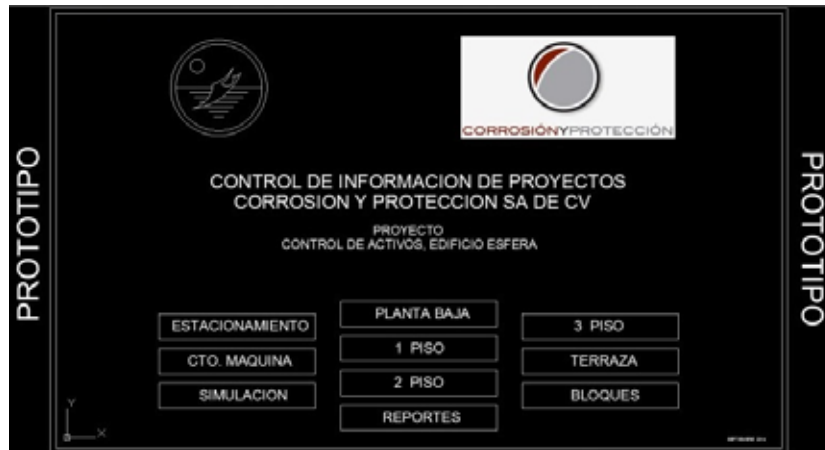 CORROSIÓNYPROTECCIÓN
PROTOTIPO
PROTOTIPO
CONTROL DE INFORMACION DE PROYECTOS
CORROSION Y PROTECCION SA DE CV
PROYECTO
CONTROL DE ACTIVOS, EDIFICIO ESFERA
ESTACIONAMIENTO
CTO. MAQUINA
SIMULACION
PLANTA BAJA
1 PISO
2 PISO
REPORTES
3 PISO
TERRAZA
BLOQUES
Y
X